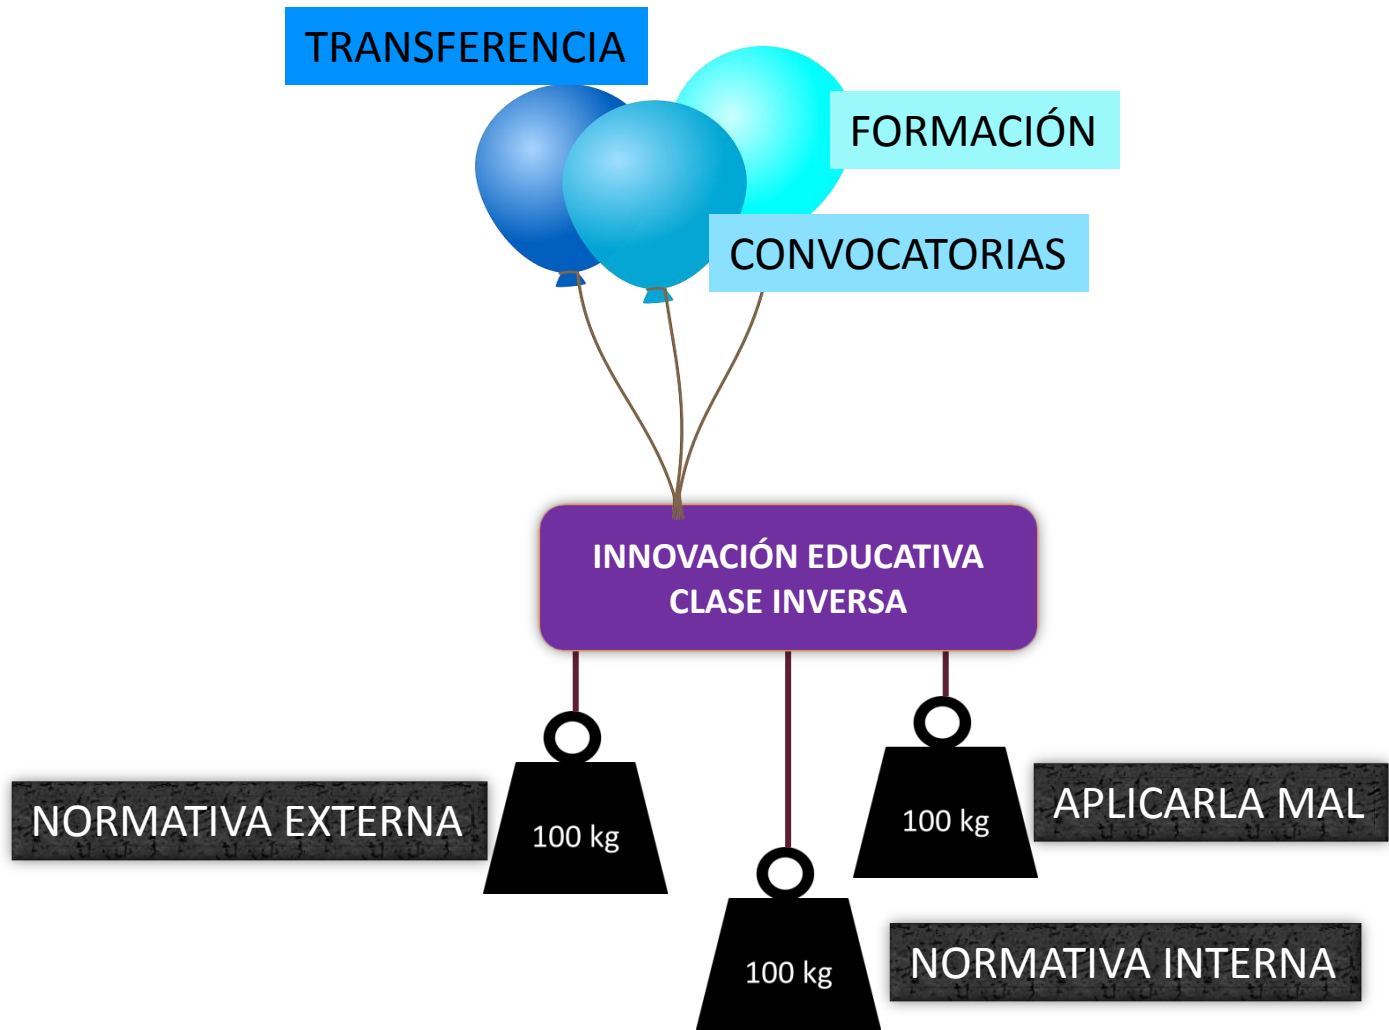 TRANSFERENCIA
FORMACIÓN
CONVOCATORIAS
INNOVACIÓN EDUCATIVA
CLASE INVERSA
NORMATIVA EXTERNA
100 kg
100 kg
APLICARLA MAL
100 kg
NORMATIVA INTERNA